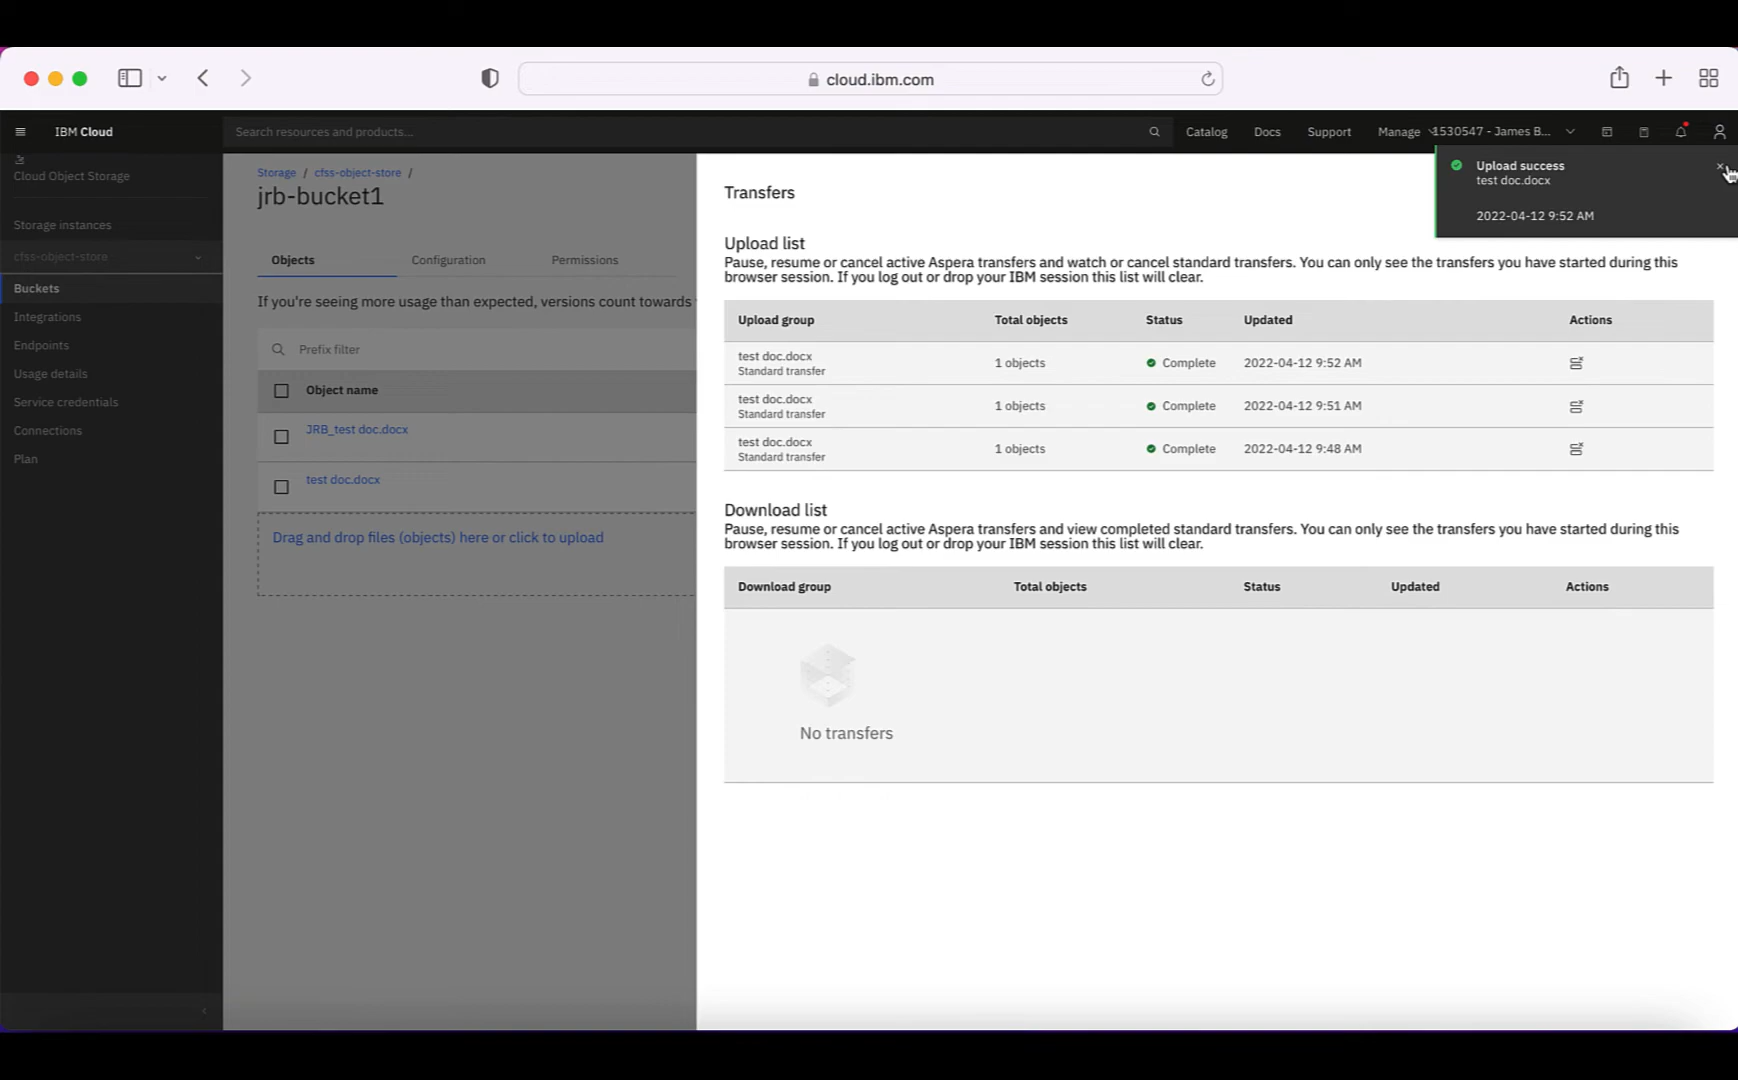 cloud.ibm.com
IBM Cloud
Search resources and products...
Catalog
Docs
Support
Manage
1530547 - James B...
Cloud Object Storage
Storage instances
cfss-object-store
Buckets
Integrations
Endpoints
Usage details
Service credentials
Connections
Plan
Storage / cfss-object-store /
jrb-bucket1
Objects
Configuration
Permissions
If you're seeing more usage than expected, versions count towards
Prefix filter
Object name
JRB_test doc.docx
test doc.docx
Drag and drop files (objects) here or click to upload
Transfers
Upload success
test doc.docx
2022-04-12 9:52 AM
Upload list
Pause, resume or cancel active Aspera transfers and watch or cancel standard transfers. You can only see the transfers you have started during this
browser session. If you log out or drop your IBM session this list will clear.
Upload group Total objects Status Updated Actions
test doc.docx
Standard transfer
1 objects Complete 2022-04-12 9:52 AM
test doc.docx
Standard transfer
1 objects Complete 2022-04-12 9:51 AM
test doc.docx
Standard transfer
1 objects Complete 2022-04-12 9:48 AM
Download list
Pause, resume or cancel active Aspera transfers and view completed standard transfers. You can only see the transfers you have started during this
browser session. If you log out or drop your IBM session this list will clear.
Download group Total objects Status Updated Actions
No transfers